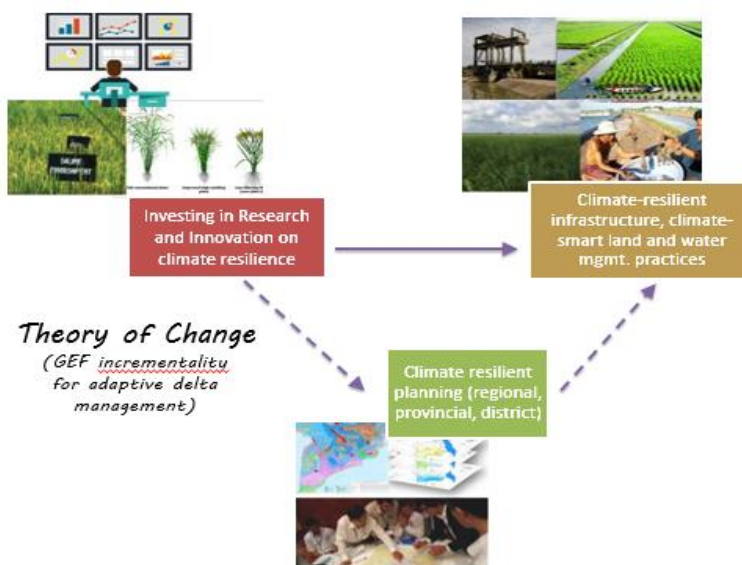 SALINE
ENVIRONMENT
Investing in Research
and Innovation on
climate resilience
Climate-resilient
infrastructure, climate-
smart land and water
mgmt. practices
Theory of Change
(GEF incrementality
for adaptive delta
management)
Climate resilient
planning (regional,
provincial, district)